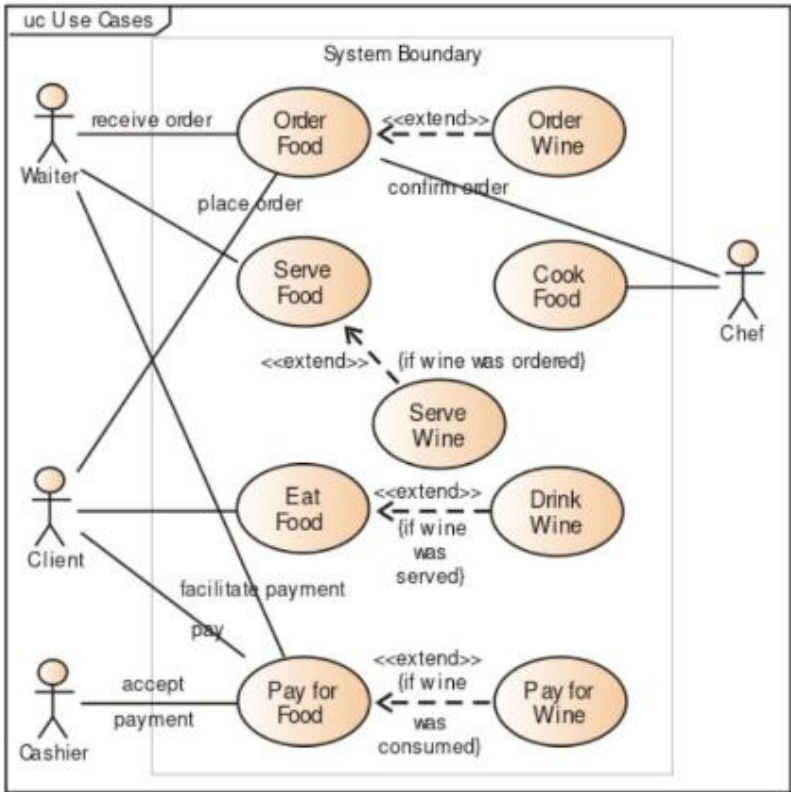 uc Use Cases
System Boundary
receive order
Order
Food
<<extend>>
Order
Wine
Waiter
place order
confirm order
Serve
Food
Cook
Food
Chef
<<extend>>
{if wine was ordered}
Serve
Wine
Eat
Food
<<extend>>
{if wine
was
served}
Drink
Wine
Client
facilitate payment
pay
<<extend>>
{if wine
was
consumed}
accept
payment
Pay for
Food
Pay for
Wine
Cashier